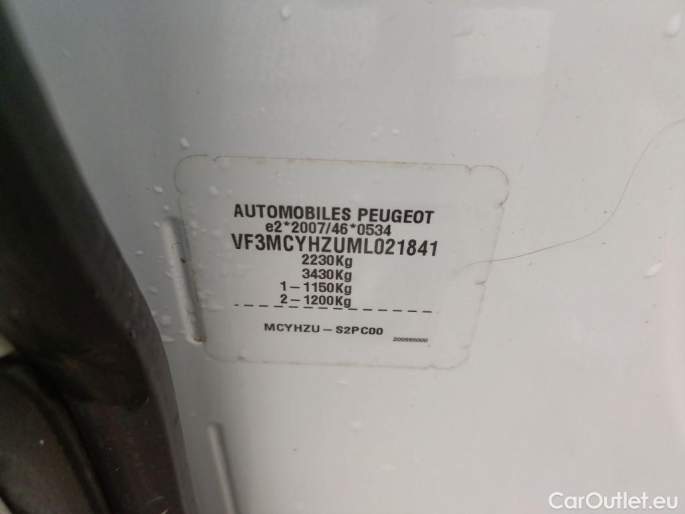 AUTOMOBILES PEUGEOT
e2*2007/46*0534
VF3MCYHZUML021841
2230Kg
3430Kg
1-1150Kg
2-1200Kg
MCYHZU-S2PC00
CarOutlet.eu